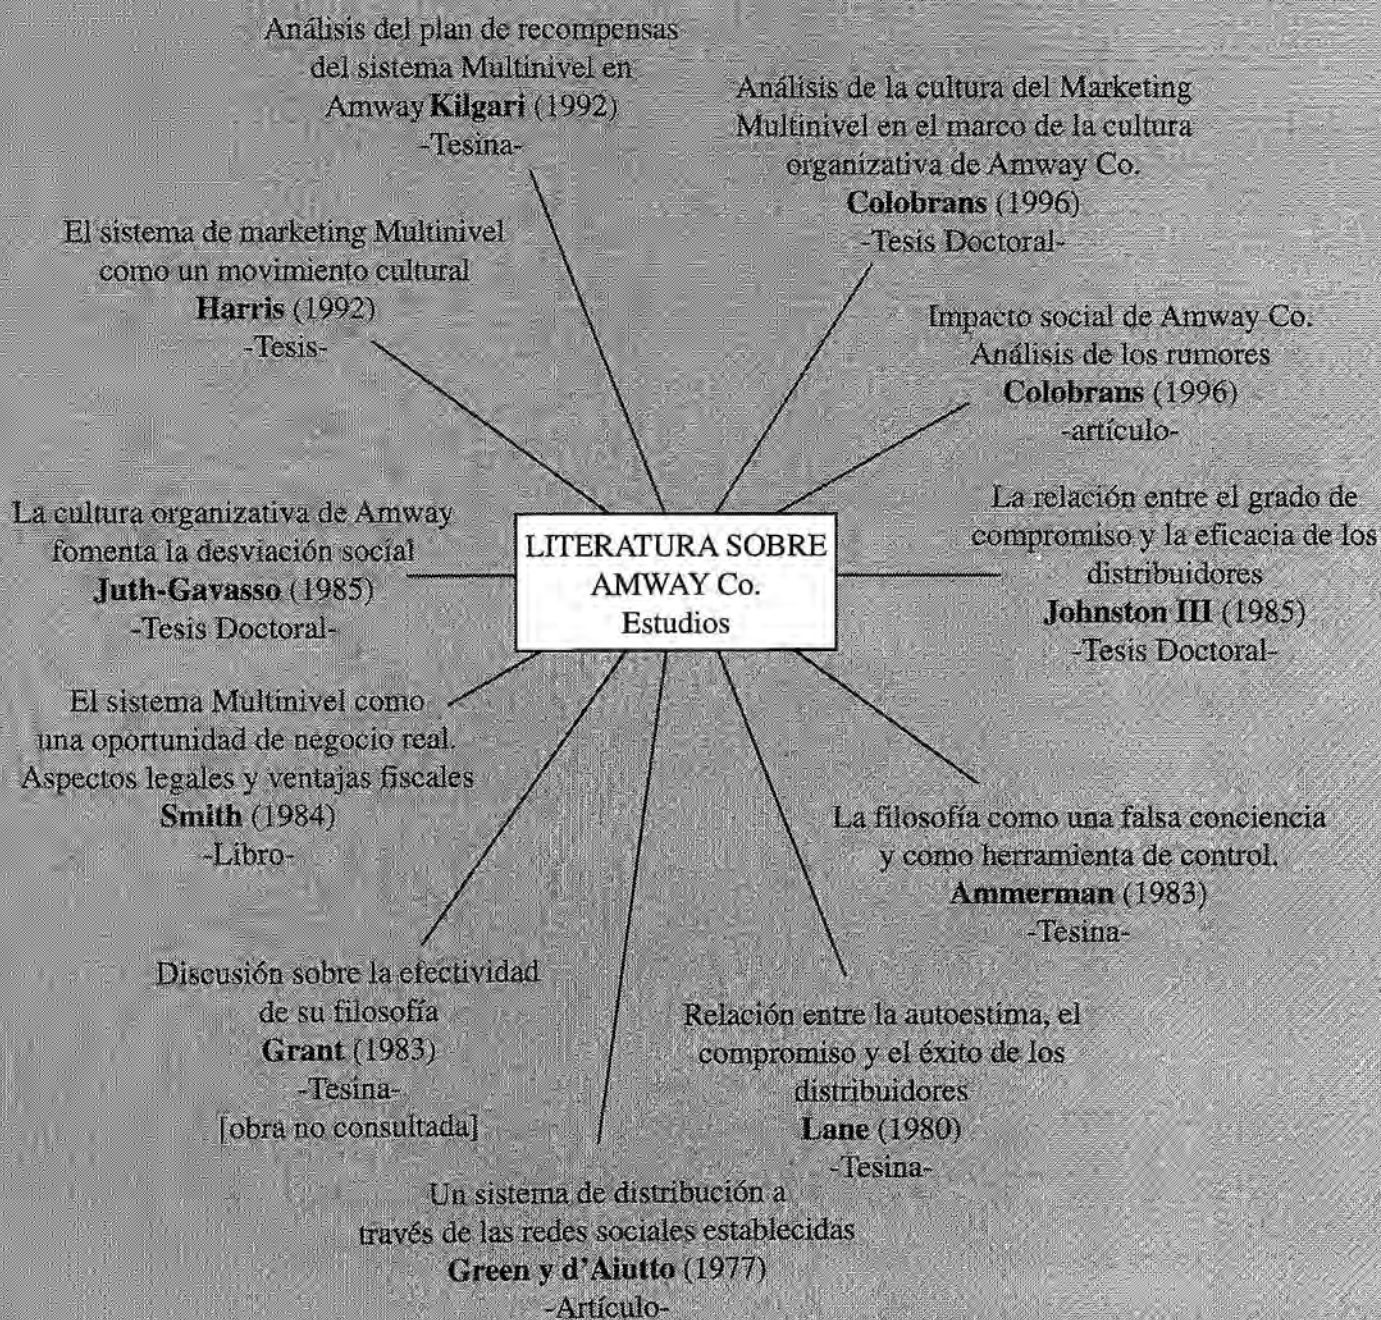 Análisis del plan de recompensas
del sistema Multinivel en
Amway Kilgari (1992)
-Tesina-
Análisis de la cultura del Marketing
Multinivel en el marco de la cultura
organizativa de Amway Co.
Colobrans (1996)
-Tesis Doctoral-
El sistema de marketing Multinivel
como un movimiento cultural
Harris (1992)
-Tesis-
Impacto social de Amway Co.
Análisis de los rumores
Colobrans (1996)
-artículo-
La cultura organizativa de Amway
fomenta la desviación social
Juth-Gavasso (1985)
-Tesis Doctoral-
LITERATURA SOBRE
AMWAY Co.
Estudios
La relación entre el grado de
compromiso y la eficacia de los
distribuidores
Johnston III (1985)
-Tesis Doctoral-
El sistema Multinivel como
una oportunidad de negocio real.
Aspectos legales y ventajas fiscales
Smith (1984)
-Libro-
La filosofía como una falsa conciencia
y como herramienta de control.
Ammerman (1983)
-Tesina-
Discusión sobre la efectividad
de su filosofía
Grant (1983)
-Tesina-
[obra no consultada]
Relación entre la autoestima, el
compromiso y el éxito de los
distribuidores
Lane (1980)
-Tesina-
Un sistema de distribución a
través de las redes sociales establecidas
Green y d'Aiutto (1977)
-Artículo-